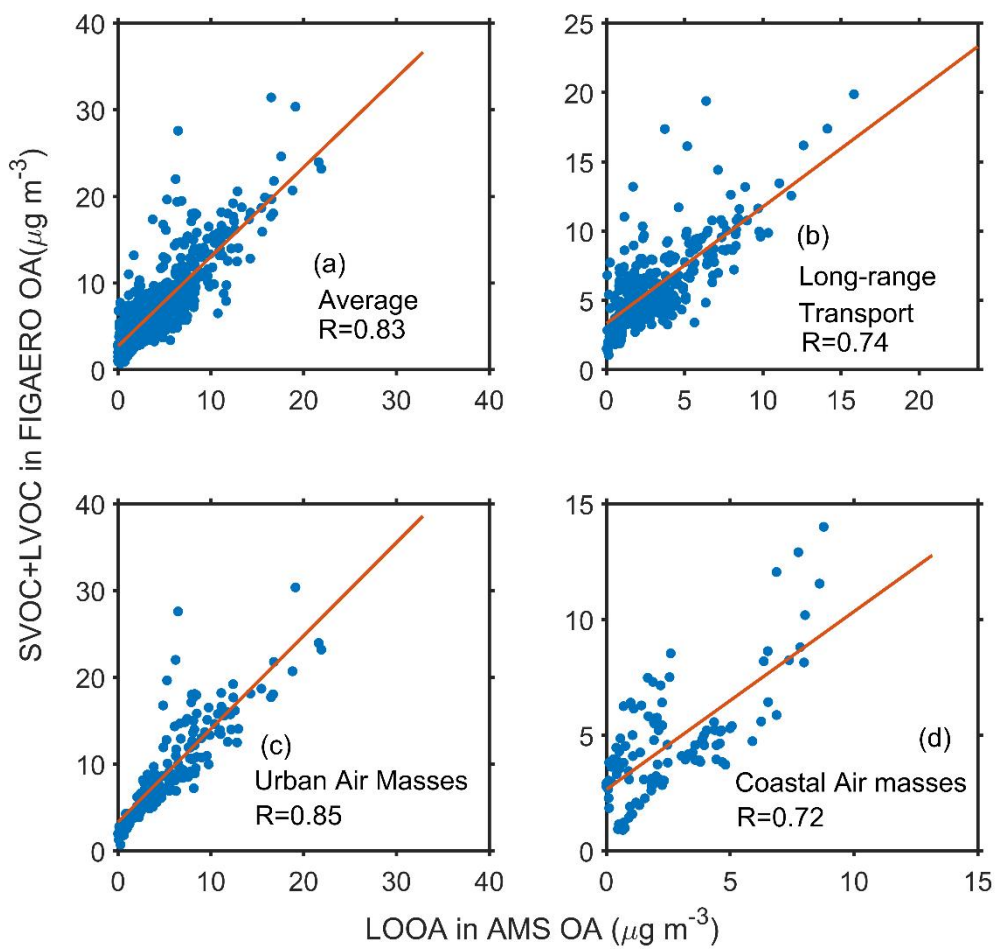 SVOC+LVOC in FIGAERO OA(μg m⁻³)
40
30
20
10
0
0 10 20 30 40
(a)
Average
R=0.83
25
20
15
10
5
0
0 5 10 15 20
(b)
Long-range
Transport
R=0.74
40
30
20
10
0
0 10 20 30 40
(c)
Urban Air Masses
R=0.85
15
10
5
0
0 5 10 15
(d)
Coastal Air masses
R=0.72
LOOA in AMS OA (μg m⁻³)